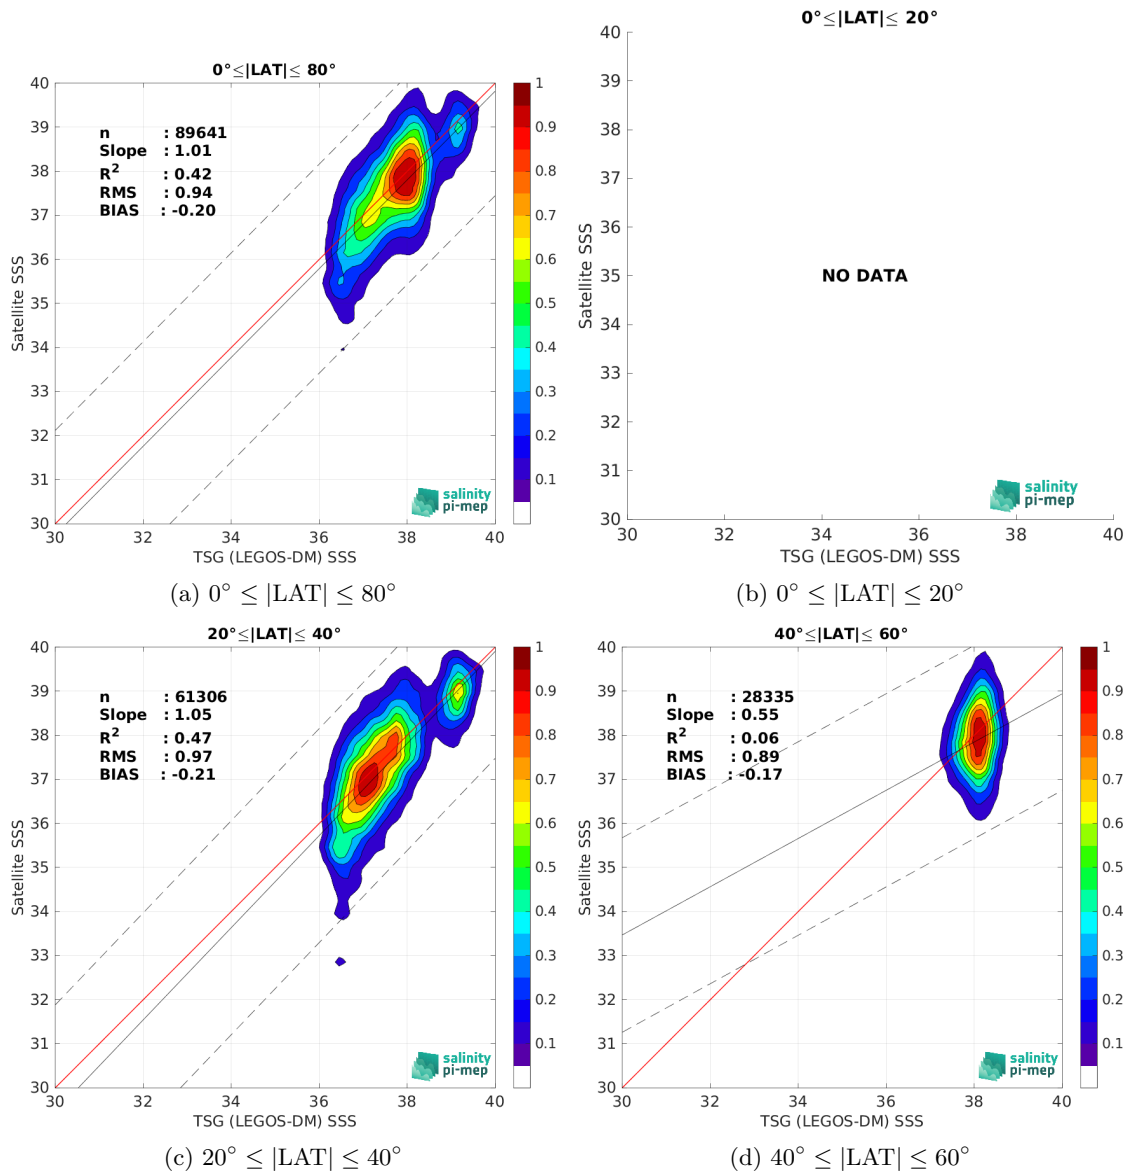 0°≤|LAT|≤ 80°
n : 89641
Slope : 1.01
R² : 0.42
RMS : 0.94
BIAS : -0.20
40
39
38
37
36
35
34
33
32
31
30
30 32 34 36 38 40
TSG (LEGOS-DM) SSS
Satellite SSS
1
0.9
0.8
0.7
0.6
0.5
0.4
0.3
0.2
0.1
salinity
pi-mep
(a) 0° ≤ |LAT| ≤ 80°
0°≤|LAT|≤ 20°
40
39
38
37
36
35
34
33
32
31
30
NO DATA
30 32 34 36 38 40
TSG (LEGOS-DM) SSS
Satellite SSS
salinity
pi-mep
(b) 0° ≤ |LAT| ≤ 20°
20°≤|LAT|≤ 40°
n : 61306
Slope : 1.05
R² : 0.47
RMS : 0.97
BIAS : -0.21
40
39
38
37
36
35
34
33
32
31
30
30 32 34 36 38 40
TSG (LEGOS-DM) SSS
Satellite SSS
1
0.9
0.8
0.7
0.6
0.5
0.4
0.3
0.2
0.1
salinity
pi-mep
(c) 20° ≤ |LAT| ≤ 40°
40°≤|LAT|≤ 60°
n : 28335
Slope : 0.55
R² : 0.06
RMS : 0.89
BIAS : -0.17
40
39
38
37
36
35
34
33
32
31
30
30 32 34 36 38 40
TSG (LEGOS-DM) SSS
Satellite SSS
1
0.9
0.8
0.7
0.6
0.5
0.4
0.3
0.2
0.1
salinity
pi-mep
(d) 40° ≤ |LAT| ≤ 60°